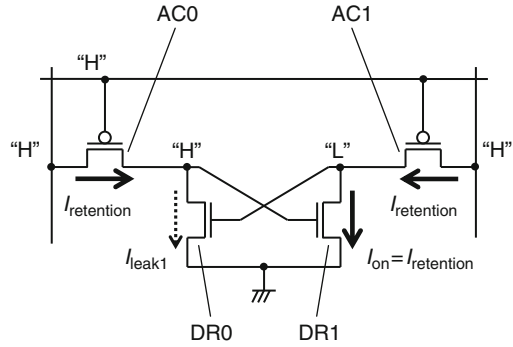 AC0 AC1
“H”
“H” “H” “L” “H”
Iretention Iretention
Ileak1 Ion = Iretention
DR0 DR1